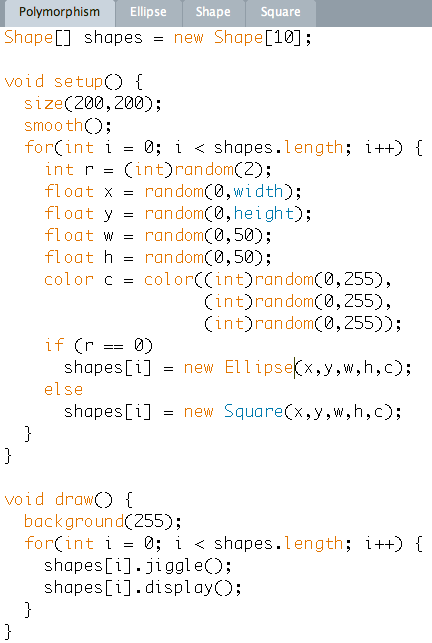 Polymorphism Ellipse Shape Square
Shape[] shapes = new Shape[10];
void setup() {
size(200,200);
smooth();
for(int i = 0; i < shapes.length; i++) {
int r = (int)random(2);
float x = random(0,width);
float y = random(0,height);
float w = random(0,50);
float h = random(0,50);
color c = color((int)random(0,255),
(int)random(0,255),
(int)random(0,255));
if (r == 0)
shapes[i] = new Ellipse(x,y,w,h,c);
else
shapes[i] = new Square(x,y,w,h,c);
}
}
void draw() {
background(255);
for(int i = 0; i < shapes.length; i++) {
shapes[i].jiggle();
shapes[i].display();
}
}